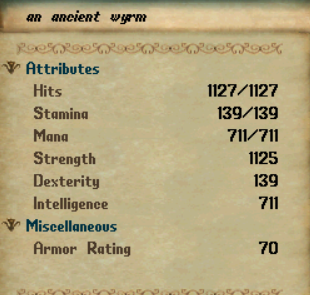 an ancient wyrm
Attributes
Hits 1127/1127
Stamina 139/139
Mana 711/711
Strength 1125
Dexterity 139
Intelligence 711
Miscellaneous
Armor Rating 70